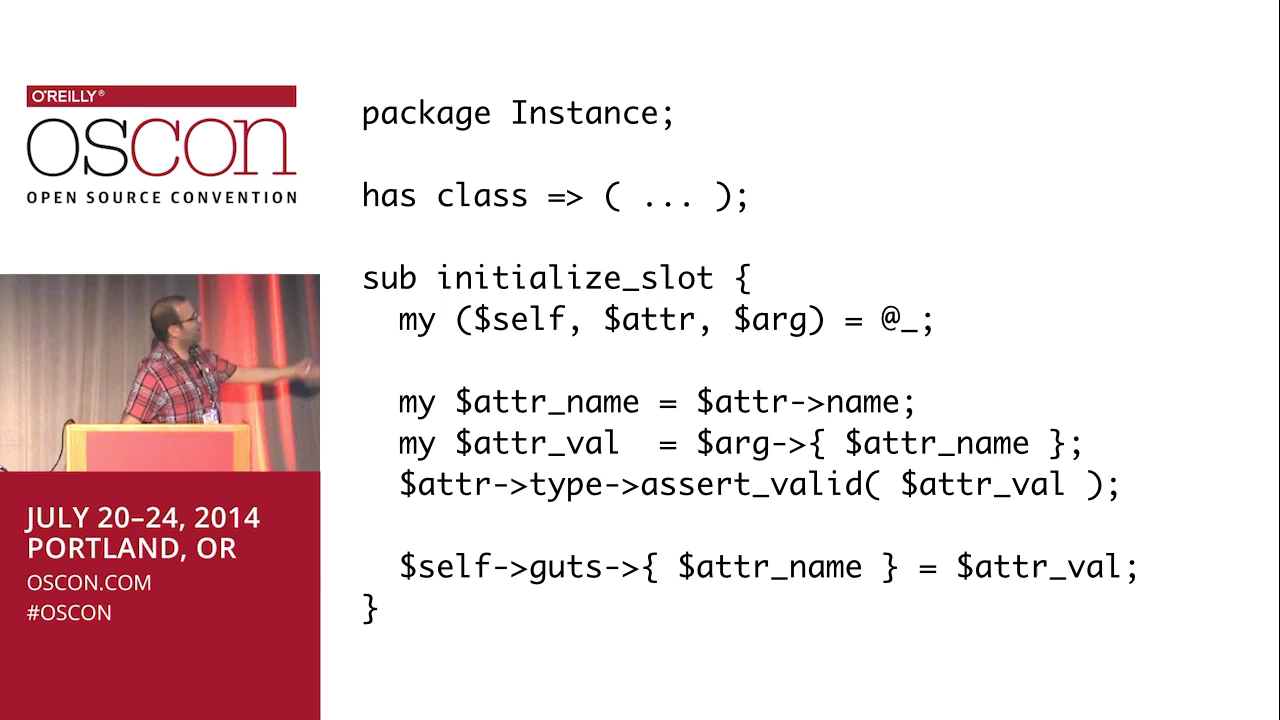 O'REILLY®
OSCON
OPEN SOURCE CONVENTION
JULY 20–24, 2014
PORTLAND, OR
OSCON.COM
#OSCON
package Instance;
has class => ( ... );
sub initialize_slot {
  my ($self, $attr, $arg) = @_;
  my $attr_name = $attr->name;
  my $attr_val  = $arg->{ $attr_name };
  $attr->type->assert_valid( $attr_val );
  $self->guts->{ $attr_name } = $attr_val;
}